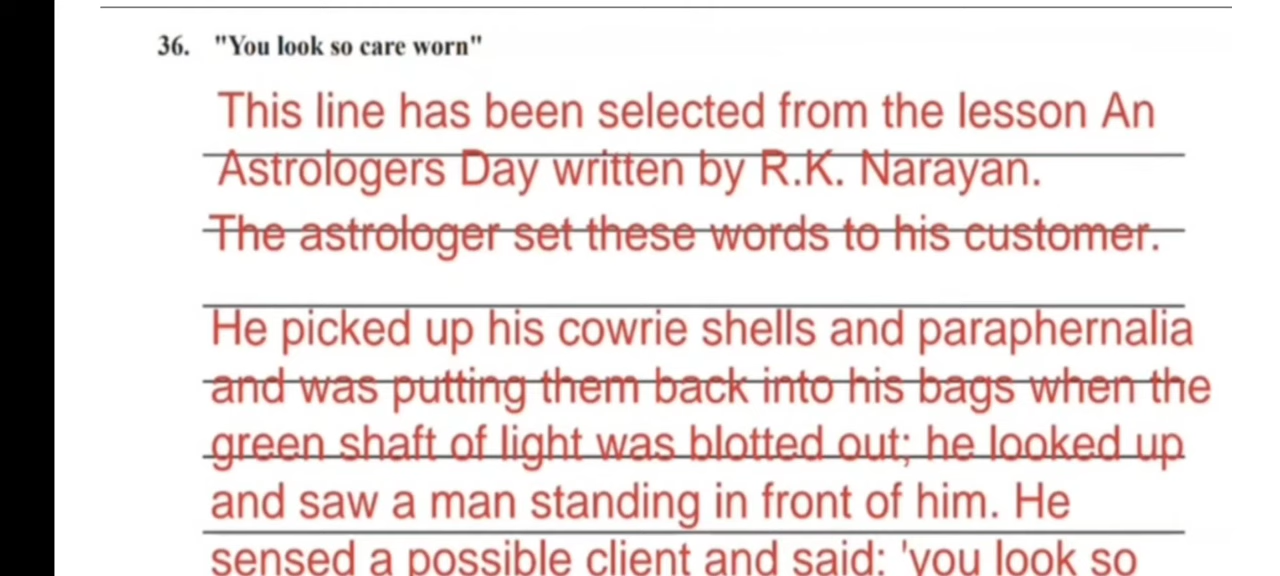 36. "You look so care worn"
This line has been selected from the lesson An
Astrologers Day written by R.K. Narayan.
The astrologer set these words to his customer.
He picked up his cowrie shells and paraphernalia
and was putting them back into his bags when the
green shaft of light was blotted out; he looked up
and saw a man standing in front of him. He
sensed a possible client and said: 'you look so